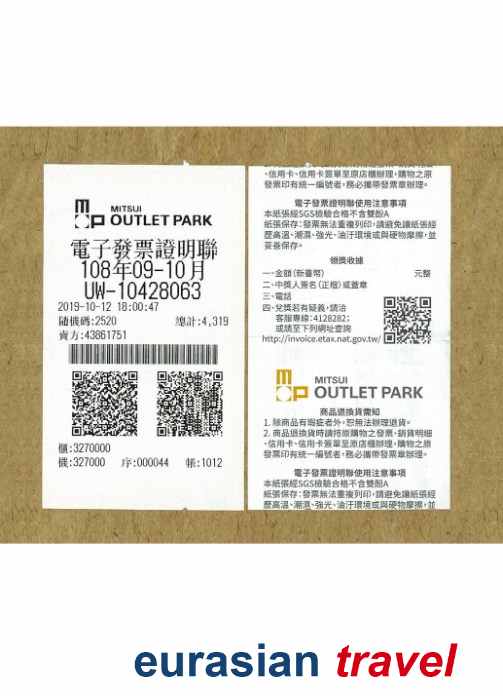 MITSUI
OUTLET PARK
電子發票證明聯
108年09-10月
UW-10428063
2019-10-12 18:00:47
隨機碼:2520 總計:4,319
賣方:43861751
櫃:3270000
機:327000 序:000044 帳:1012
,信用卡、信用卡簽單至原店櫃辦理,購物之原
發票印有統一編號者,務必攜帶發票章辦理。
電子發票證明聯使用注意事項
本紙張經SGS檢驗合格不含雙酚A
紙張保存:發票無法重複列印,請避免讓紙張經
歷高溫、潮濕、強光、油汙環境或與硬物摩擦,並
妥善保存。
領獎收據
一、金額(新臺幣) 元整
二、中獎人簽名(正楷)或蓋章
三、電話
四、兌獎若有疑義,請洽
客服專線:4128282;
或請至下列網址查詢
http://invoice.etax.nat.gov.tw/
MITSUI
OUTLET PARK
商品退換貨需知
1. 除商品有瑕疵者外,恕無法辦理退貨。
2. 商品退換貨時請持原購物之發票、銷貨明細
,信用卡、信用卡簽單至原店櫃辦理,購物之原
發票印有統一編號者,務必攜帶發票章辦理。
電子發票證明聯使用注意事項
本紙張經SGS檢驗合格不含雙酚A
紙張保存:發票無法重複列印,請避免讓紙張經
歷高溫、潮濕、強光、油汙環境或與硬物摩擦,並
eurasian travel